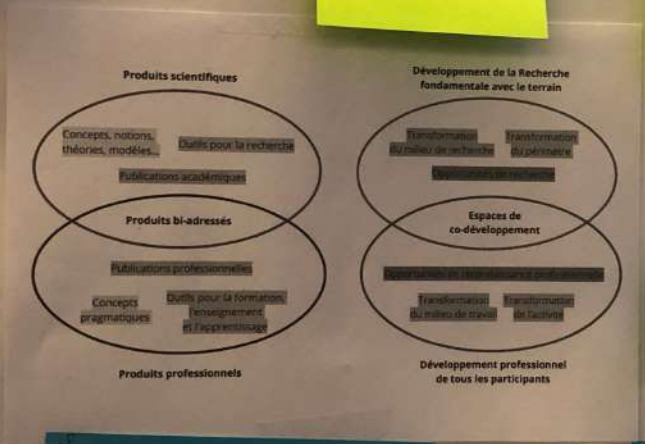 Produits scientifiques
Concepts, notions,
théories, modèles...
Outils pour la recherche
Publications académiques
Produits bi-adressés
Publications professionnelles
Concepts
pragmatiques
Outils pour la formation,
l'enseignement
et l'apprentissage
Produits professionnels
Développement de la Recherche
fondamentale avec le terrain
Transformation
du milieu de recherche
Transformation
du périmètre
Opportunités de recherche
Espaces de
co-développement
Opportunités de reconnaissance professionnelle
Transformation
du milieu de travail
Transformation
de l'activité
Développement professionnel
de tous les participants